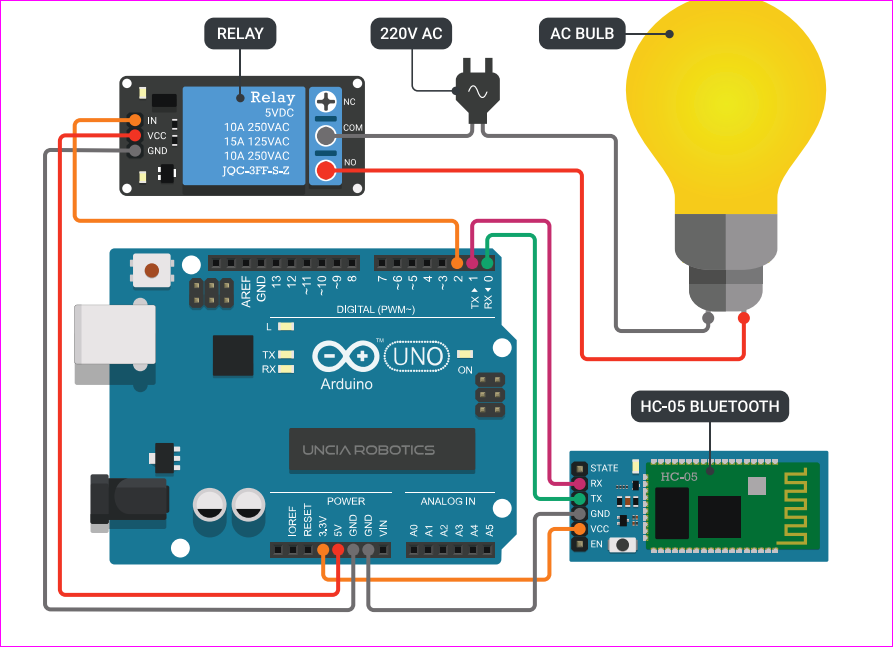 RELAY
220V AC
AC BULB
Relay
5VDC
10A 250VAC
15A 125VAC
10A 250VAC
JQC-3FF-S-Z
NC
COM
NO
IN
VCC
GND
AREF
GND
13
12
~11
~10
~9
8
7
~6
~5
4
~3
2
TX 1
RX 0
DIGITAL (PWM~)
L
TX
RX
TM
UNO
Arduino
ON
UNCIA ROBOTICS
POWER
ANALOG IN
IOREF
RESET
3.3V
5V
GND
GND
VIN
A0
A1
A2
A3
A4
A5
HC-05 BLUETOOTH
STATE
RX
TX
GND
VCC
EN
HC-05